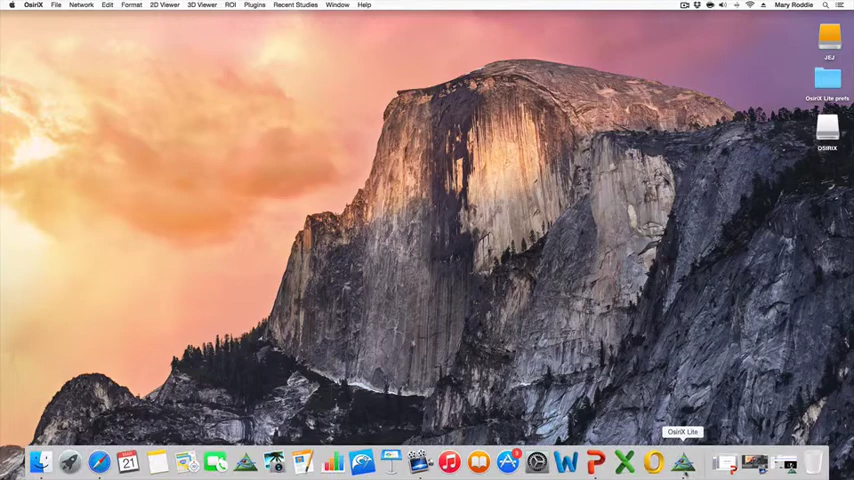 OsiriX File Network Edit Format 2D Viewer 3D Viewer ROI Plugins Recent Studies Window Help Mary Roddie
JEJ
OsiriX Lite prefs
OSIRIX
OsiriX Lite
21
3